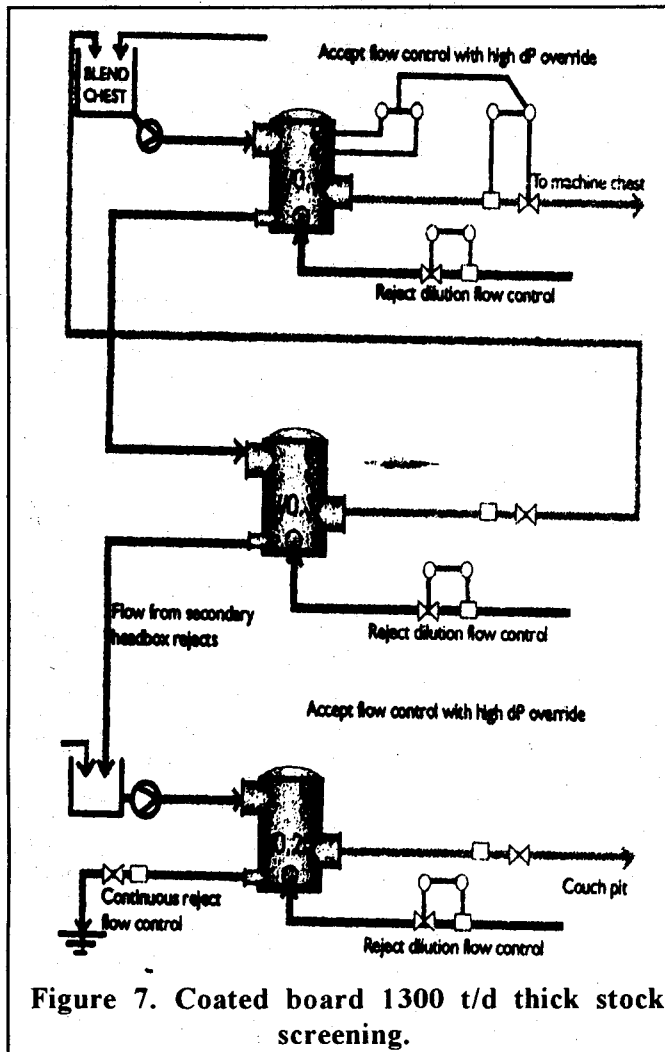 Accept flow control with high dP override
BLEND
CHEST
To machine chest
Reject dilution flow control
Flow from secondary
headbox rejects
Reject dilution flow control
Accept flow control with high dP override
0.2
Couch pit
Continuous reject
flow control
Reject dilution flow control
Figure 7. Coated board 1300 t/d thick stock
screening.